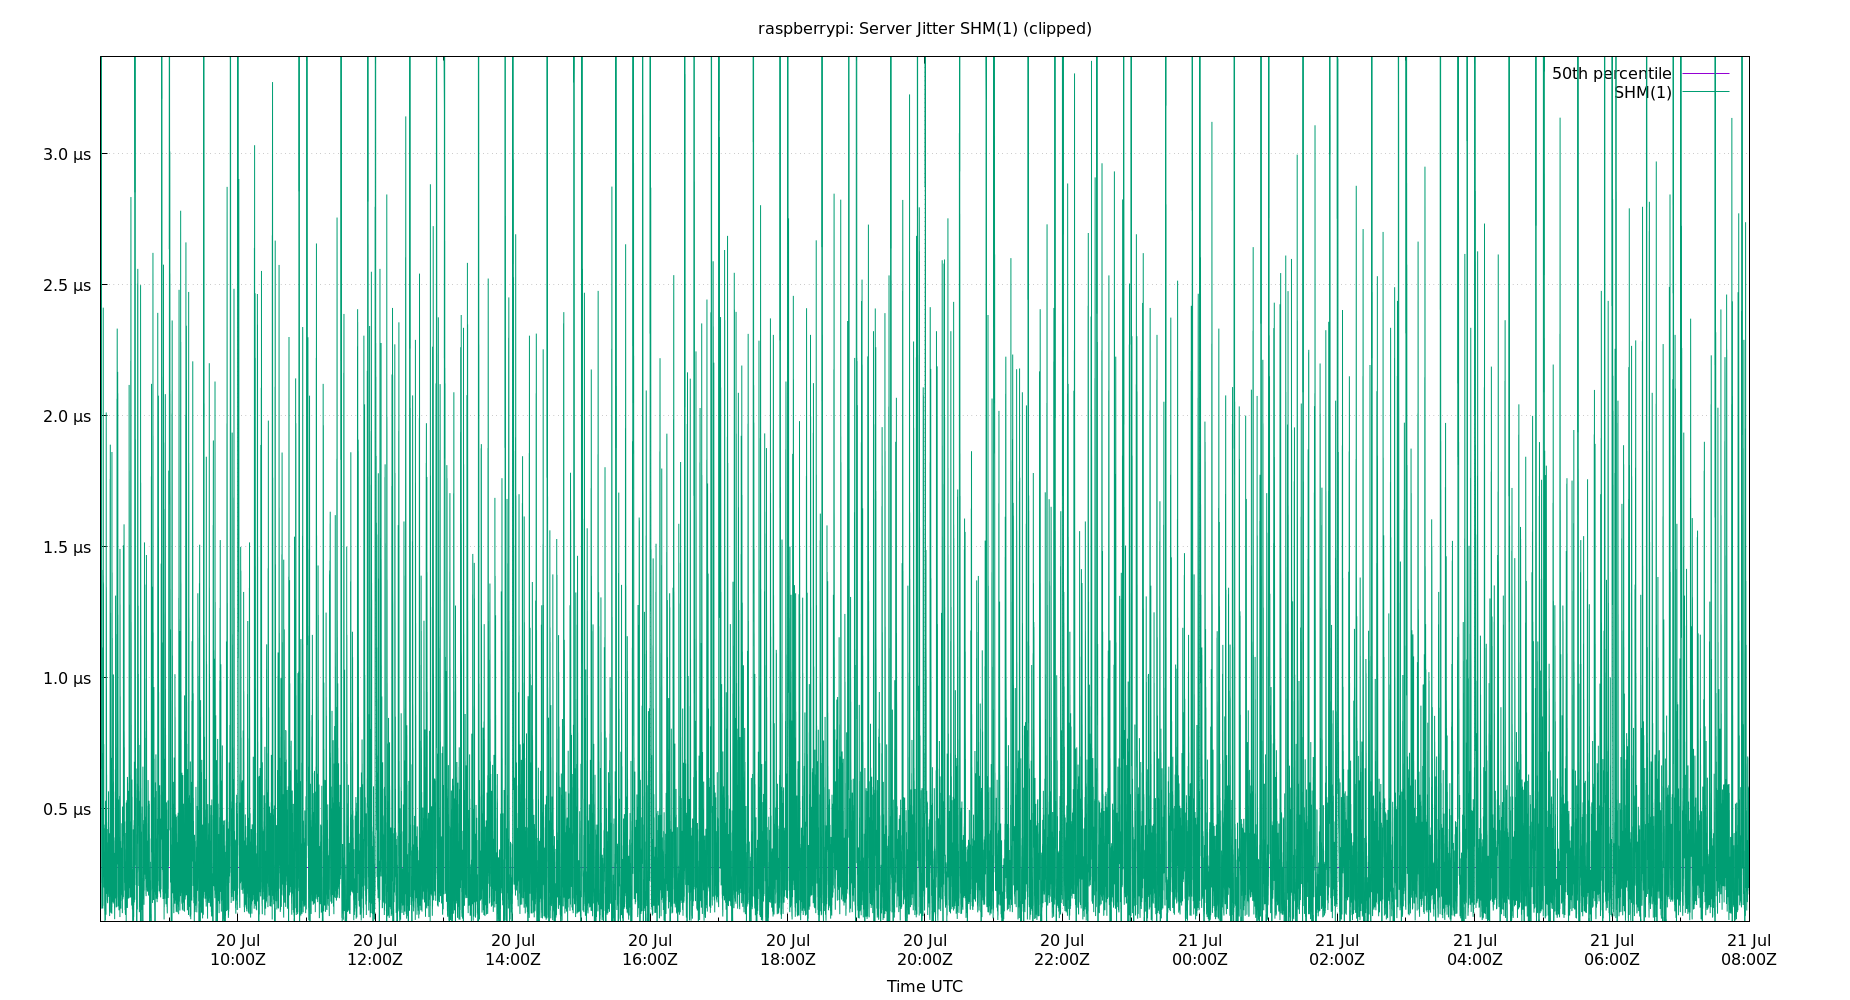 raspberrypi: Server Jitter SHM(1) (clipped)
50th percentile
SHM(1)
3.0 µs
2.5 µs
2.0 µs
1.5 µs
1.0 µs
0.5 µs
20 Jul 20 Jul 20 Jul 20 Jul 20 Jul 20 Jul 20 Jul 21 Jul 21 Jul 21 Jul 21 Jul 21 Jul
10:00Z 12:00Z 14:00Z 16:00Z 18:00Z 20:00Z 22:00Z 00:00Z 02:00Z 04:00Z 06:00Z 08:00Z
Time UTC